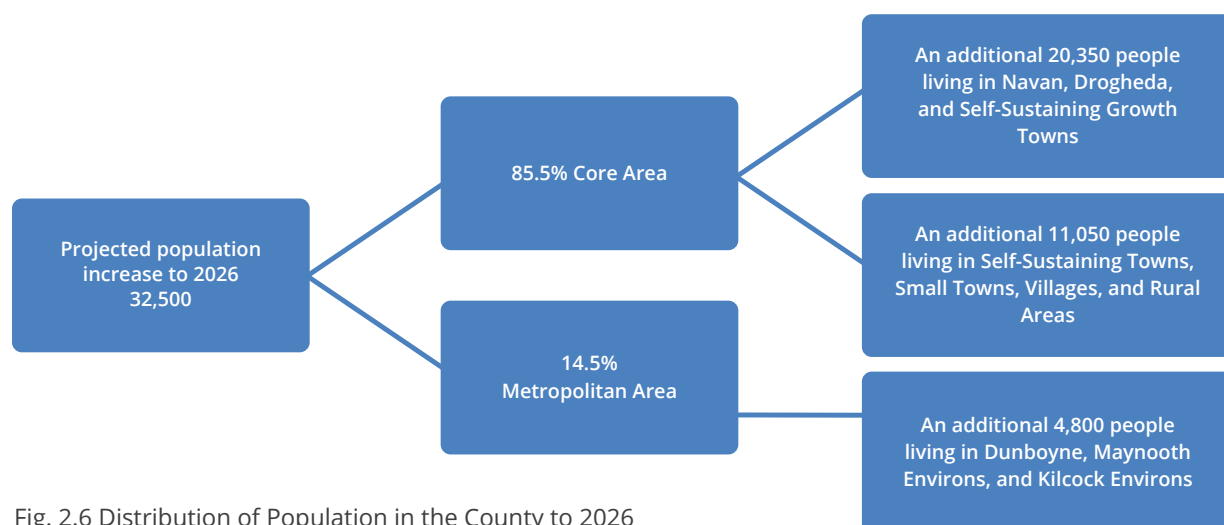 Projected population
increase to 2026
32,500
85.5% Core Area
14.5%
Metropolitan Area
An additional 20,350 people
living in Navan, Drogheda,
and Self-Sustaining Growth
Towns
An additional 11,050 people
living in Self-Sustaining Towns,
Small Towns, Villages, and Rural
Areas
An additional 4,800 people
living in Dunboyne, Maynooth
Environs, and Kilcock Environs
Fig. 2.6 Distribution of Population in the County to 2026